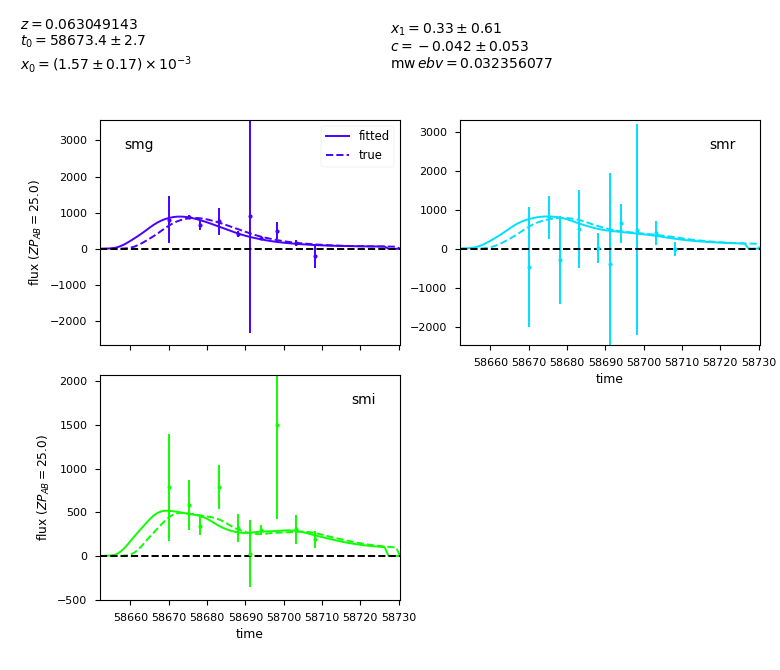 z = 0.063049143
t₀ = 58673.4 ± 2.7
x₀ = (1.57 ± 0.17) × 10⁻³
x₁ = 0.33 ± 0.61
c = −0.042 ± 0.053
mw ebv = 0.032356077
smg
fitted
true
3000
2000
1000
0
−1000
−2000
flux (ZP_AB = 25.0)
smr
3000
2000
1000
0
−1000
−2000
58660 58670 58680 58690 58700 58710 58720 58730
time
smi
2000
1500
1000
500
0
−500
flux (ZP_AB = 25.0)
58660 58670 58680 58690 58700 58710 58720 58730
time